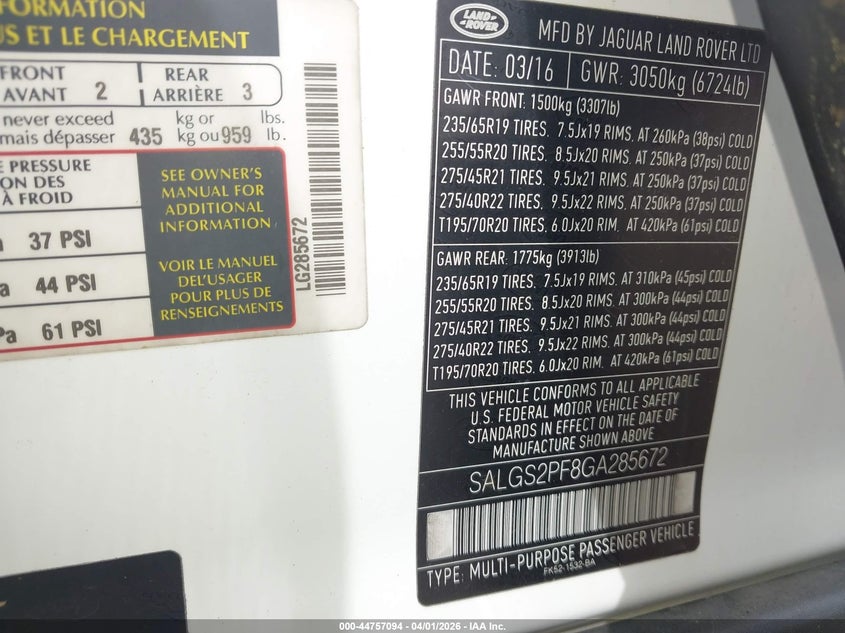 FORMATION
US ET LE CHARGEMENT
FRONT
AVANT 2
REAR
ARRIÈRE 3
never exceed
mais dépasser 435 kg or kg ou 959 lbs. lb.
PRESSURE
ON DES
À FROID
37 PSI
44 PSI
Pa 61 PSI
SEE OWNER'S
MANUAL FOR
ADDITIONAL
INFORMATION
VOIR LE MANUEL
DEL'USAGER
POUR PLUS DE
RENSEIGNEMENTS
LG285672
LAND-
ROVER
MFD BY JAGUAR LAND ROVER LTD
DATE: 03/16 GWR: 3050kg (6724lb)
GAWR FRONT: 1500kg (3307lb)
235/65R19 TIRES, 7.5Jx19 RIMS, AT 260kPa (38psi) COLD
255/55R20 TIRES, 8.5Jx20 RIMS, AT 250kPa (37psi) COLD
275/45R21 TIRES, 9.5Jx21 RIMS, AT 250kPa (37psi) COLD
275/40R22 TIRES, 9.5Jx22 RIMS, AT 250kPa (37psi) COLD
T195/70R20 TIRES, 6.0Jx20 RIM, AT 420kPa (61psi) COLD
GAWR REAR: 1775kg (3913lb)
235/65R19 TIRES, 7.5Jx19 RIMS, AT 310kPa (45psi) COLD
255/55R20 TIRES, 8.5Jx20 RIMS, AT 300kPa (44psi) COLD
275/45R21 TIRES, 9.5Jx21 RIMS, AT 300kPa (44psi) COLD
275/40R22 TIRES, 9.5Jx22 RIMS, AT 300kPa (44psi) COLD
T195/70R20 TIRES, 6.0Jx20 RIM, AT 420kPa (61psi) COLD
THIS VEHICLE CONFORMS TO ALL APPLICABLE
U.S. FEDERAL MOTOR VEHICLE SAFETY
STANDARDS IN EFFECT ON THE DATE OF
MANUFACTURE SHOWN ABOVE
SALGS2PF8GA285672
TYPE: MULTI-PURPOSE PASSENGER VEHICLE
FK52-1532-BA
000-44757094 - 04/01/2026 - IAA Inc.